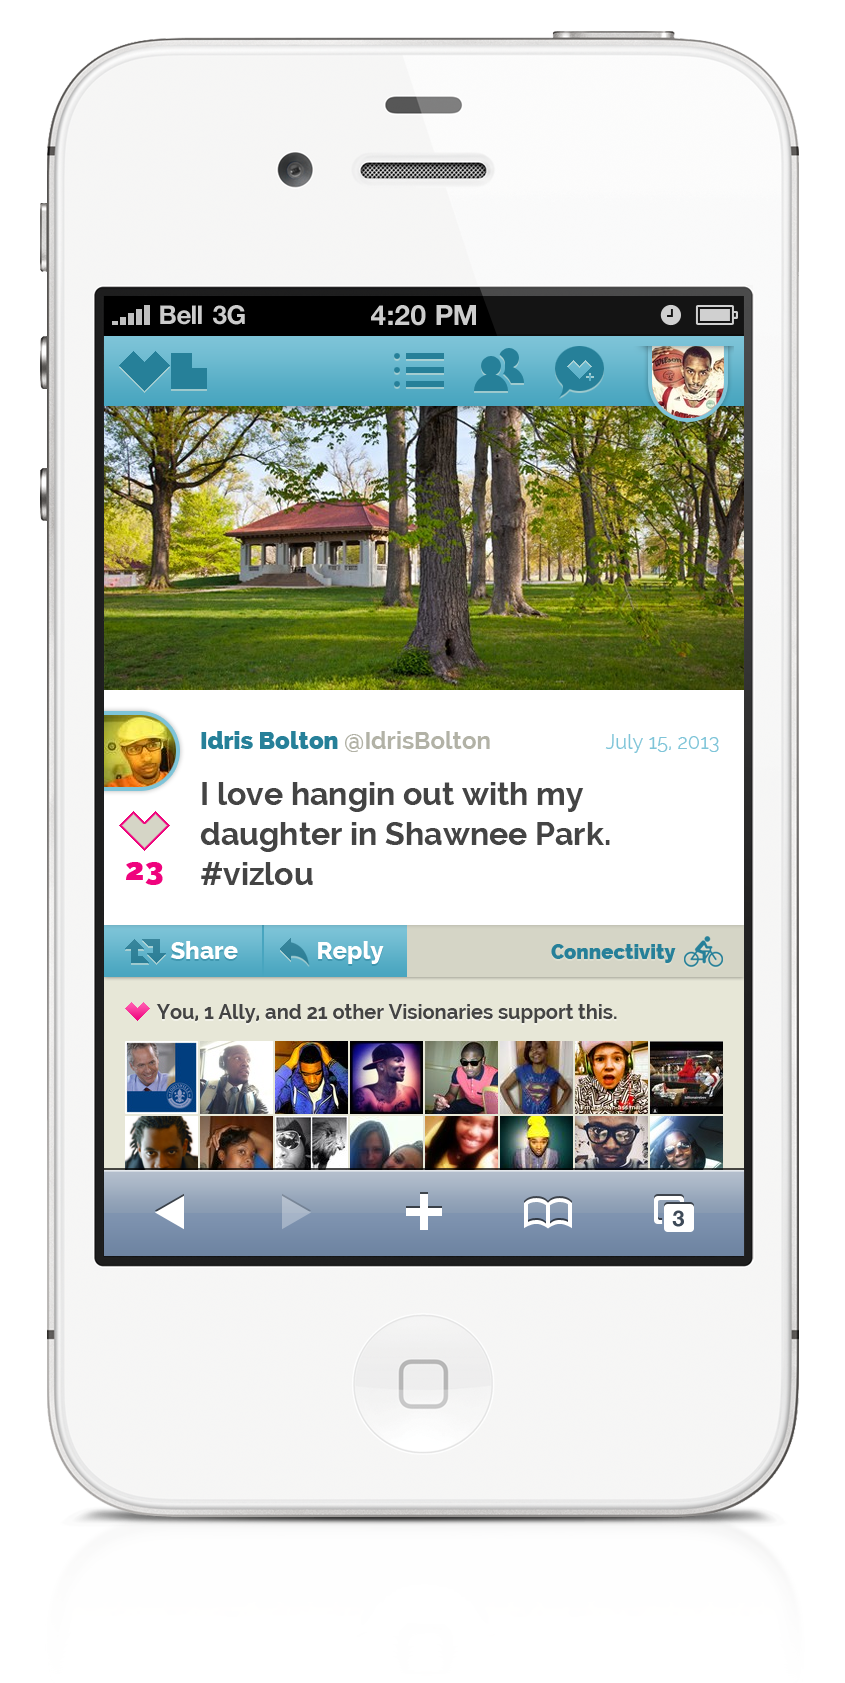 Bell 3G
4:20 PM
Idris Bolton @IdrisBolton
July 15, 2013
I love hangin out with my
daughter in Shawnee Park.
#vizlou
23
Share
Reply
Connectivity
You, 1 Ally, and 21 other Visionaries support this.
3